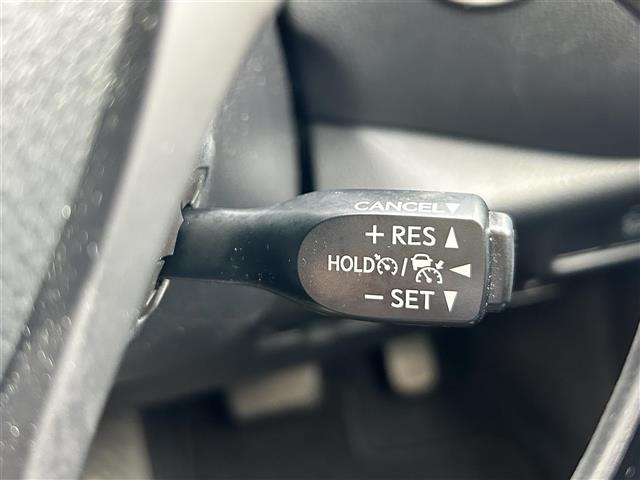 CANCEL▼
+ RES ▲
HOLD / ◀
− SET ▼